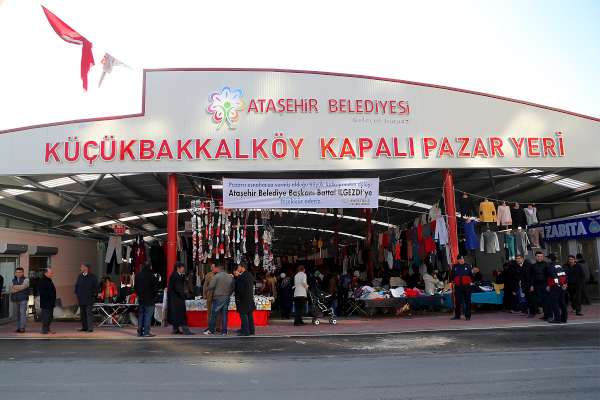 ATAŞEHİR BELEDİYESİ
KÜÇÜKBAKKALKÖY KAPALI PAZAR YERİ
Ataşehir Belediye Başkanı Battal İLGEZDİ'ye
ZABITA